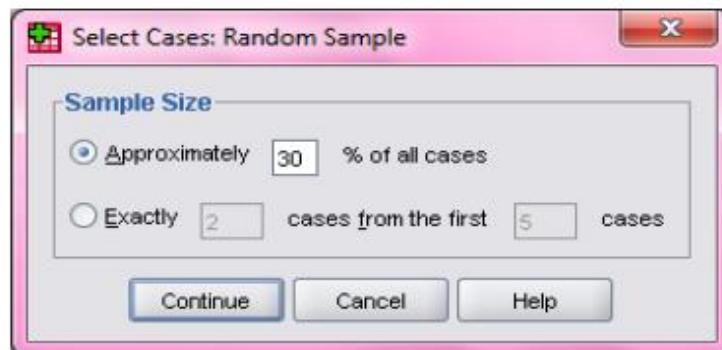 Select Cases: Random Sample
Sample Size
Approximately 30 % of all cases
Exactly 2 cases from the first 5 cases
Continue Cancel Help